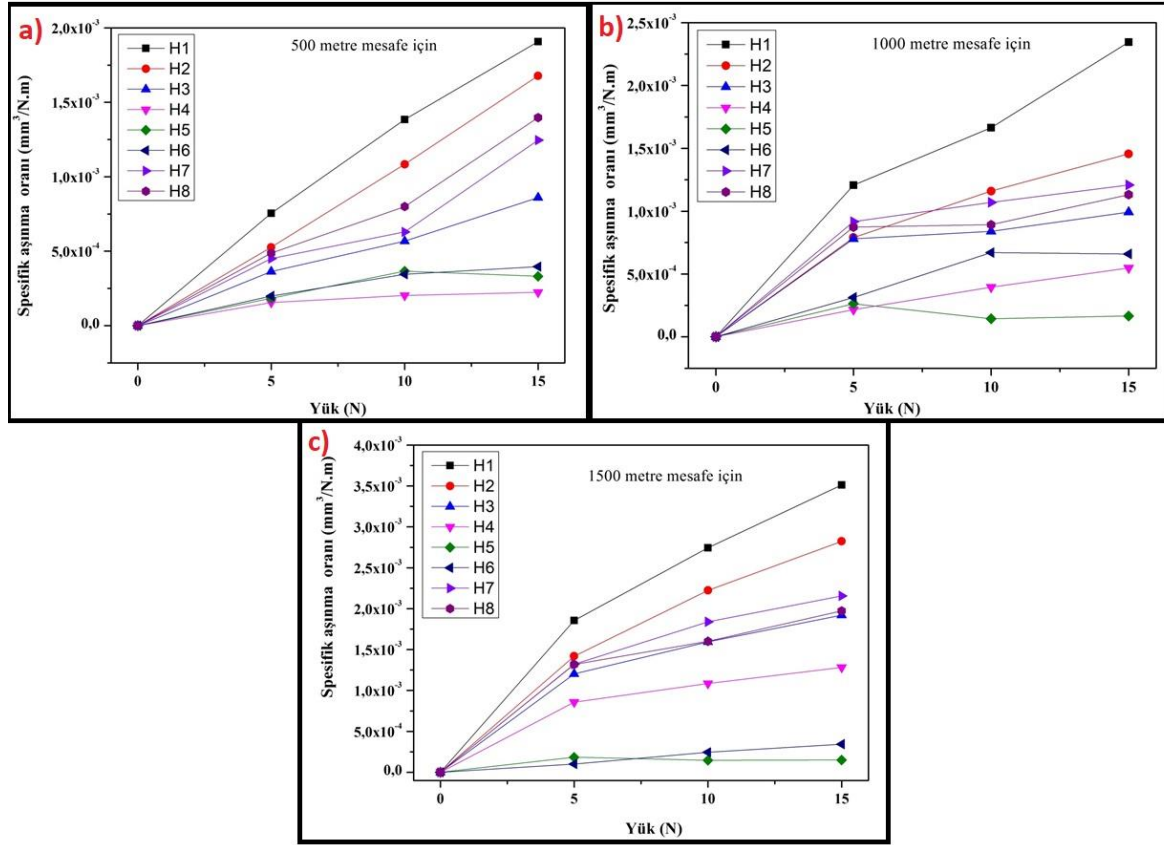 a)
500 metre mesafe için
Spesifik aşınma oranı (mm³/N.m)
2,0x10⁻³
1,5x10⁻³
1,0x10⁻³
5,0x10⁻⁴
0,0
H1
H2
H3
H4
H5
H6
H7
H8
0 5 10 15
Yük (N)
b)
1000 metre mesafe için
Spesifik aşınma oranı (mm³/N.m)
2,5x10⁻³
2,0x10⁻³
1,5x10⁻³
1,0x10⁻³
5,0x10⁻⁴
0,0
H1
H2
H3
H4
H5
H6
H7
H8
0 5 10 15
Yük (N)
c)
1500 metre mesafe için
Spesifik aşınma oranı (mm³/N.m)
4,0x10⁻³
3,5x10⁻³
3,0x10⁻³
2,5x10⁻³
2,0x10⁻³
1,5x10⁻³
1,0x10⁻³
5,0x10⁻⁴
0,0
H1
H2
H3
H4
H5
H6
H7
H8
0 5 10 15
Yük (N)